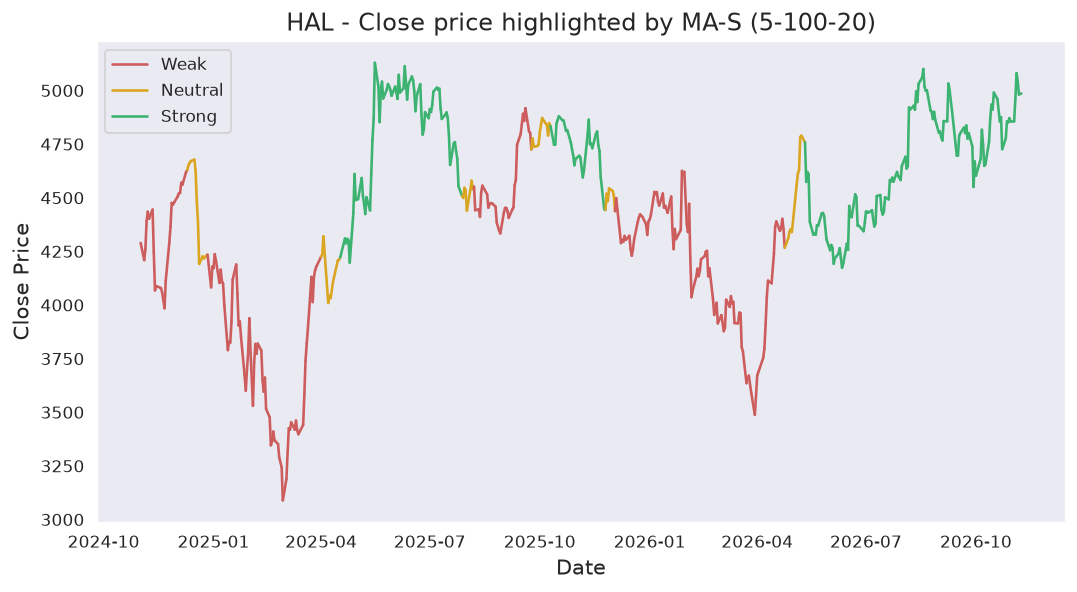 HAL - Close price highlighted by MA-S (5-100-20)
Weak
Neutral
Strong
Close Price
5000
4750
4500
4250
4000
3750
3500
3250
3000
2024-10 2025-01 2025-04 2025-07 2025-10 2026-01 2026-04 2026-07 2026-10
Date